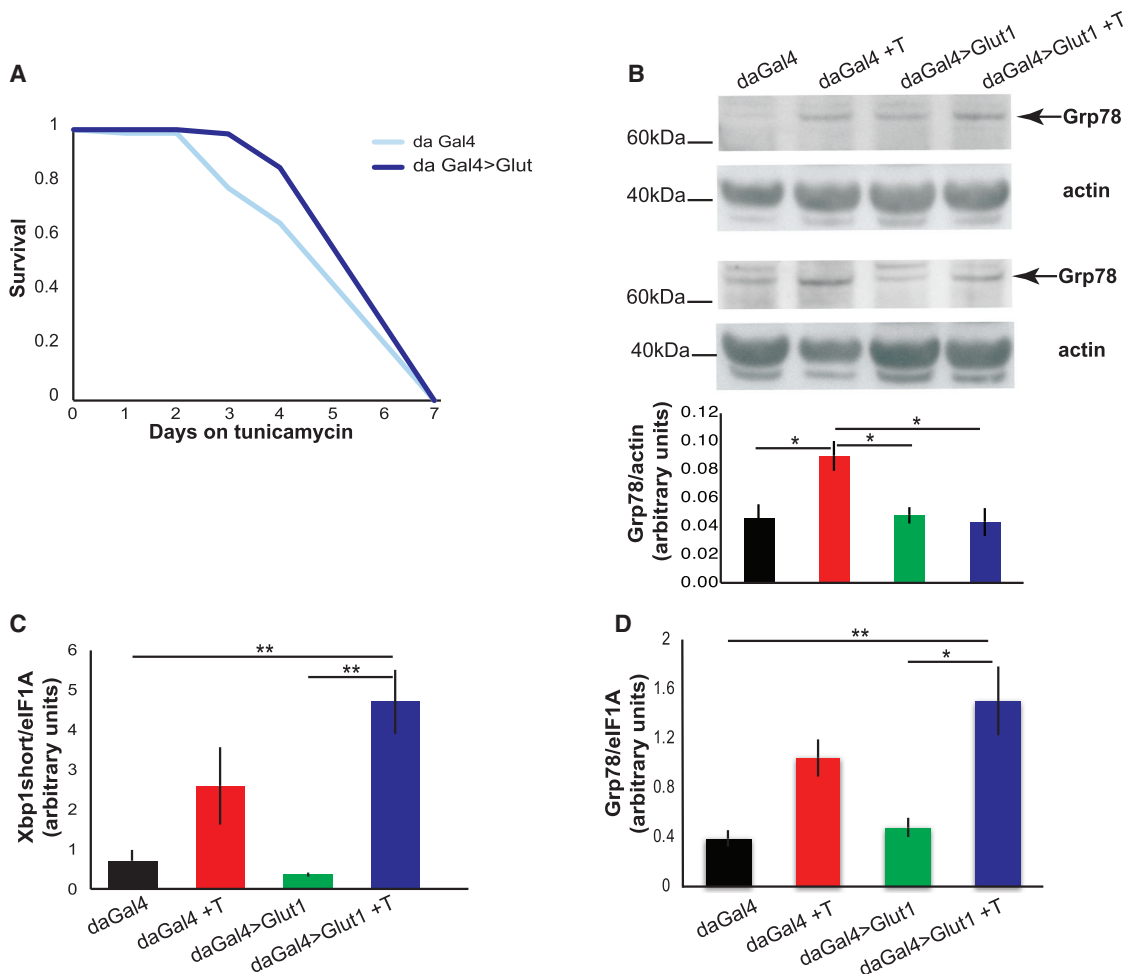 A
1
0.8
0.6
0.4
0.2
0
Survival
0 1 2 3 4 5 6 7
Days on tunicamycin
da Gal4
da Gal4>Glut
B
daGal4
daGal4 +T
daGal4>Glut1
daGal4>Glut1 +T
60kDa
Grp78
40kDa
actin
60kDa
Grp78
40kDa
actin
0.12
0.10
0.08
0.06
0.04
0.02
0.00
Grp78/actin
(arbitrary units)
*
*
*
C
6
5
4
3
2
1
0
Xbp1short/eIF1A
(arbitrary units)
**
**
daGal4
daGal4 +T
daGal4>Glut1
daGal4>Glut1 +T
D
2
1.6
1.2
0.8
0.4
0
Grp78/eIF1A
(arbitrary units)
**
*
daGal4
daGal4 +T
daGal4>Glut1
daGal4>Glut1 +T